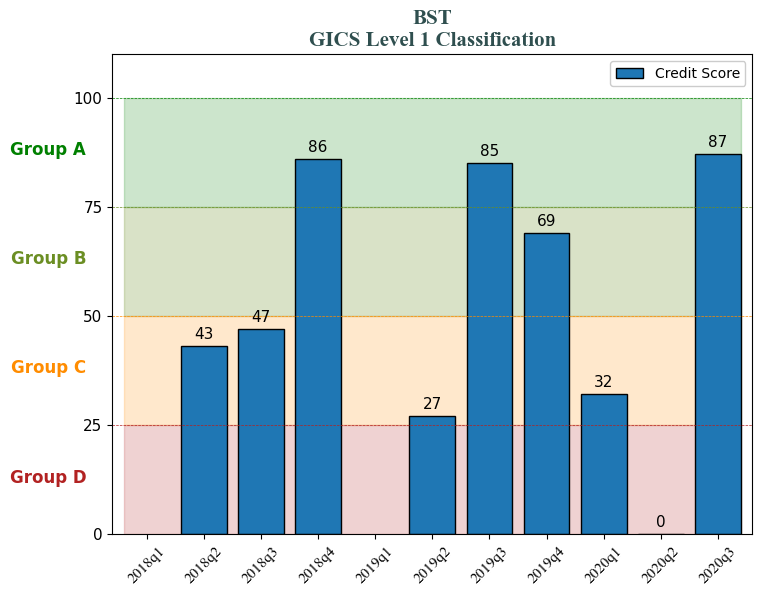 BST
GICS Level 1 Classification
Credit Score
100
75
50
25
0
Group A
Group B
Group C
Group D
43
47
86
27
85
69
32
0
87
2018q1
2018q2
2018q3
2018q4
2019q1
2019q2
2019q3
2019q4
2020q1
2020q2
2020q3